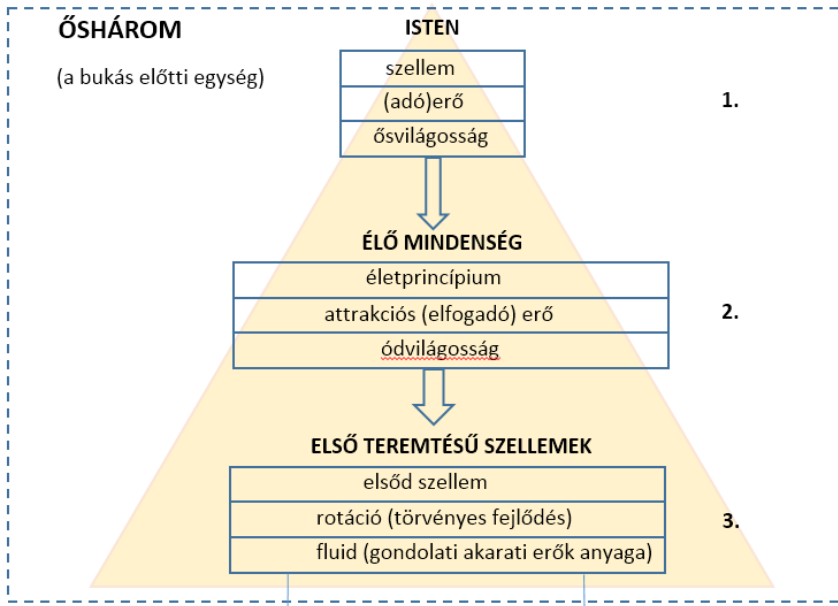 ŐSHÁROM
(a bukás előtti egység)
ISTEN
szellem
(adó)erő
ősvilágosság
1.
ÉLŐ MINDENSÉG
életprincípium
attrakciós (elfogadó) erő
ódvilágosság
2.
ELSŐ TEREMTÉSŰ SZELLEMEK
elsőd szellem
rotáció (törvényes fejlődés)
fluid (gondolati akarati erők anyaga)
3.